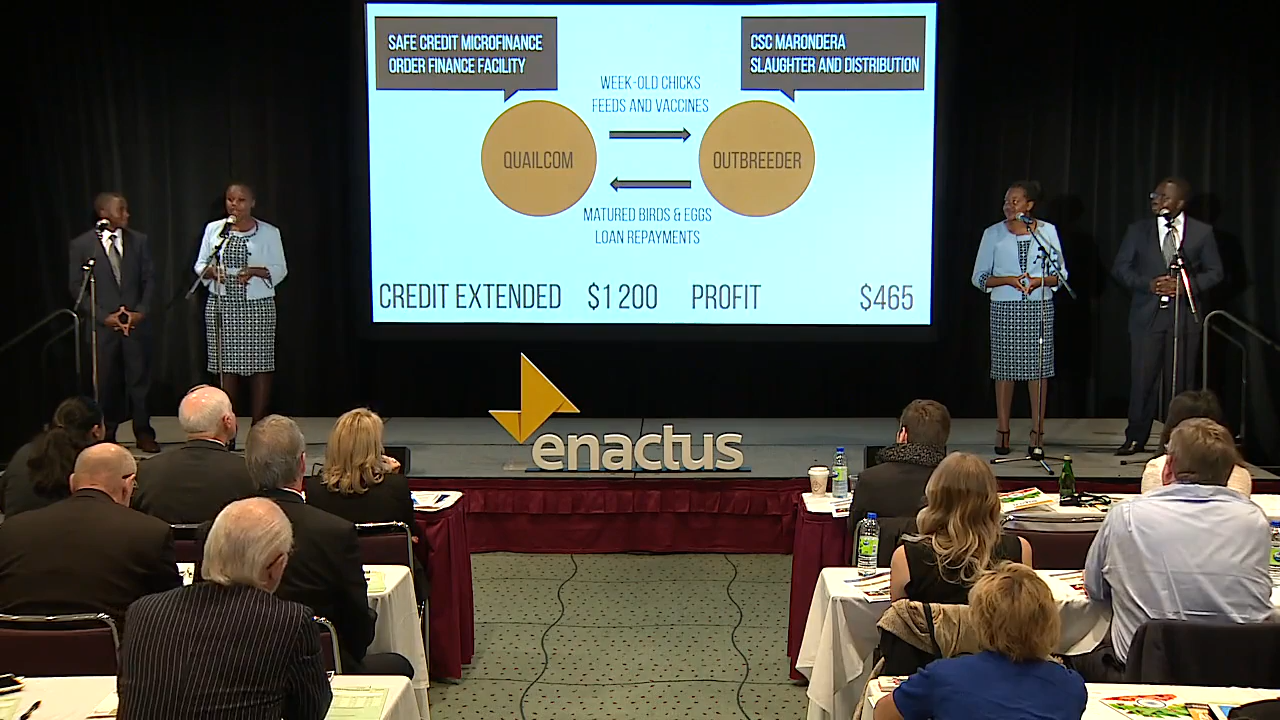 SAFE CREDIT MICROFINANCE
ORDER FINANCE FACILITY
CSC MARONDERA
SLAUGHTER AND DISTRIBUTION
WEEK-OLD CHICKS
FEEDS AND VACCINES
QUAILCOM
OUTBREEDER
MATURED BIRDS & EGGS
LOAN REPAYMENTS
CREDIT EXTENDED $1 200 PROFIT $465
enactus